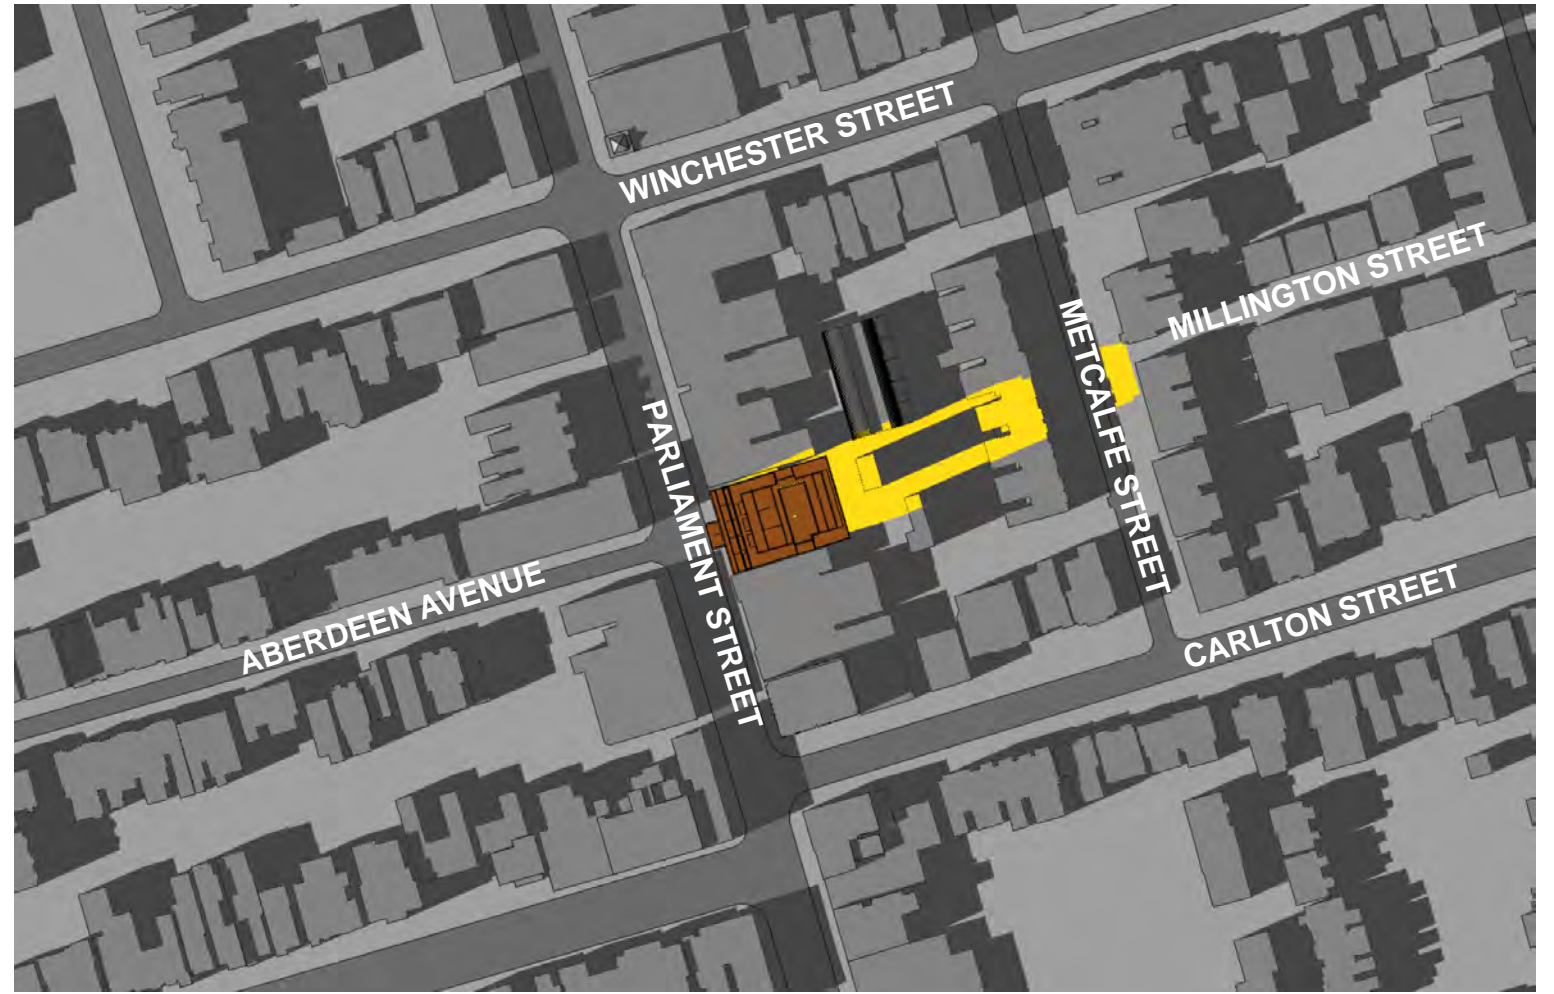 WINCHESTER STREET
MILLINGTON STREET
METCALFE STREET
PARLIAMENT STREET
ABERDEEN AVENUE
CARLTON STREET